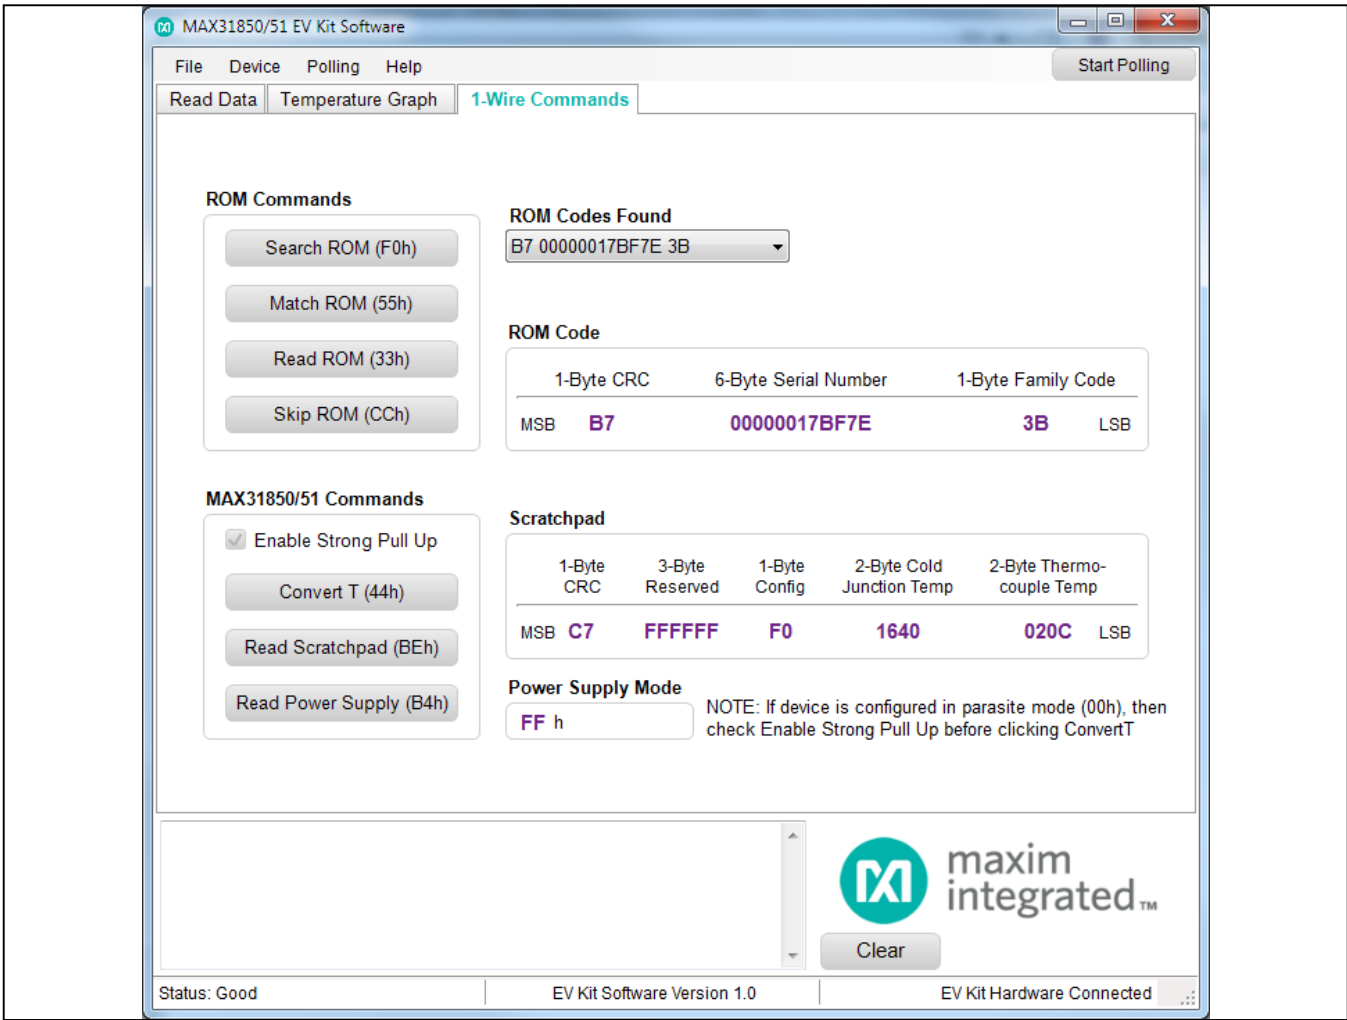 MAX31850/51 EV Kit Software
File Device Polling Help Start Polling
Read Data Temperature Graph 1-Wire Commands
ROM Commands
Search ROM (F0h)
Match ROM (55h)
Read ROM (33h)
Skip ROM (CCh)
ROM Codes Found
B7 00000017BF7E 3B
ROM Code
1-Byte CRC 6-Byte Serial Number 1-Byte Family Code
MSB B7 00000017BF7E 3B LSB
MAX31850/51 Commands
Enable Strong Pull Up
Convert T (44h)
Read Scratchpad (BEh)
Read Power Supply (B4h)
Scratchpad
1-Byte 3-Byte 1-Byte 2-Byte Cold 2-Byte Thermo-
CRC Reserved Config Junction Temp couple Temp
MSB C7 FFFFFF F0 1640 020C LSB
Power Supply Mode
FF h
NOTE: If device is configured in parasite mode (00h), then
check Enable Strong Pull Up before clicking ConvertT
maxim
integrated™
Clear
Status: Good EV Kit Software Version 1.0 EV Kit Hardware Connected